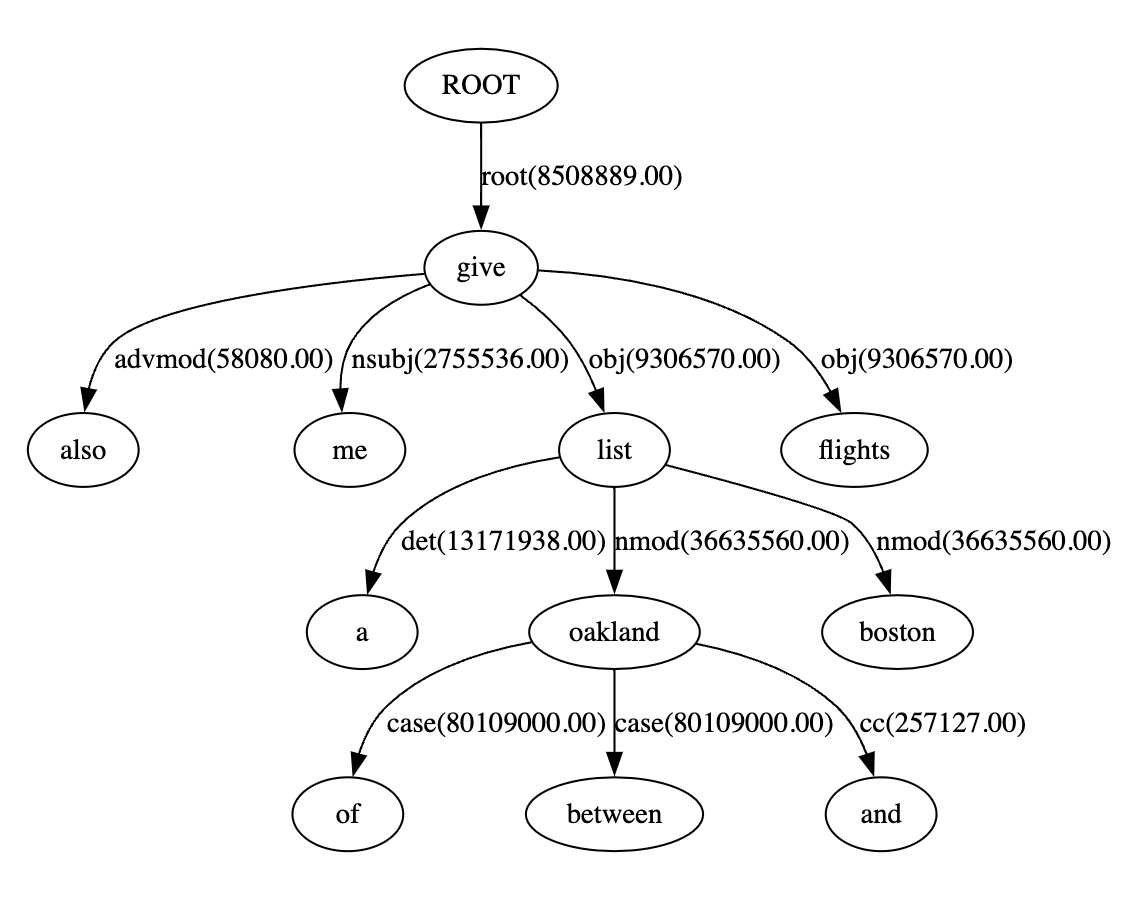 ROOT
root(8508889.00)
give
advmod(58080.00) nsubj(2755536.00) obj(9306570.00) obj(9306570.00)
also me list flights
det(13171938.00) nmod(36635560.00) nmod(36635560.00)
a oakland boston
case(80109000.00) case(80109000.00) cc(257127.00)
of between and